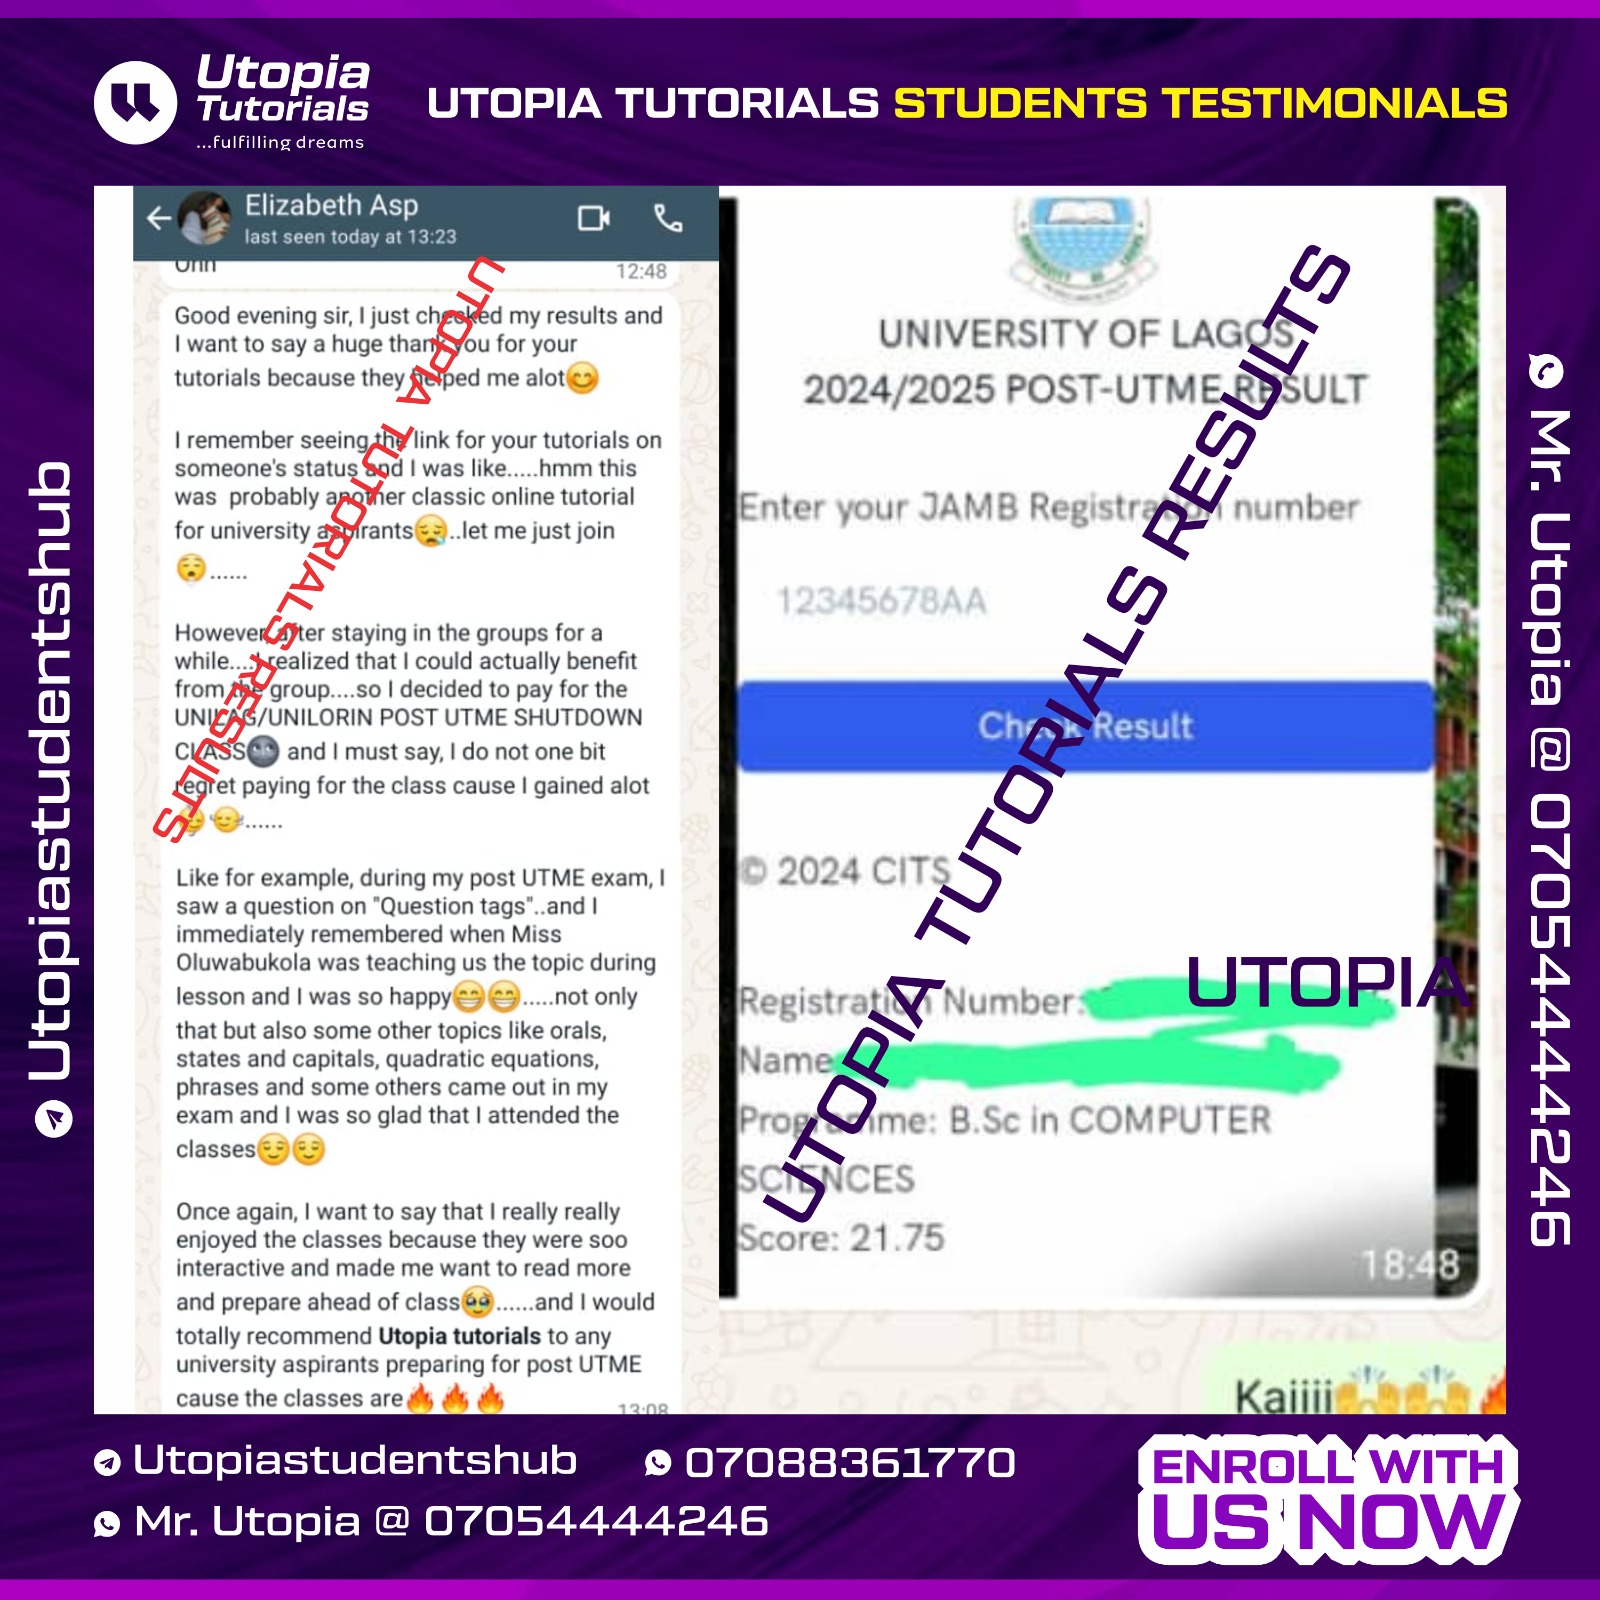 Utopia
Tutorials
...fulfilling dreams
UTOPIA TUTORIALS STUDENTS TESTIMONIALS
Elizabeth Asp
last seen today at 13:23
12:48
Good evening sir, I just checked my results and
I want to say a huge thank you for your
tutorials because they helped me alot😊
I remember seeing the link for your tutorials on
someone's status and I was like.....hmm this
was probably another classic online tutorial
for university aspirants😪..let me just join
😌......
However after staying in the groups for a
while....I realized that I could actually benefit
from the group....so I decided to pay for the
UNILAG/UNILORIN POST UTME SHUTDOWN
CLASS🌚 and I must say, I do not one bit
regret paying for the class cause I gained alot
......
Like for example, during my post UTME exam, I
saw a question on "Question tags"..and I
immediately remembered when Miss
Oluwabukola was teaching us the topic during
lesson and I was so happy😁😁.....not only
that but also some other topics like orals,
states and capitals, quadratic equations,
phrases and some others came out in my
exam and I was so glad that I attended the
classes😌😌
Once again, I want to say that I really really
enjoyed the classes because they were soo
interactive and made me want to read more
and prepare ahead of class🥹......and I would
totally recommend Utopia tutorials to any
university aspirants preparing for post UTME
cause the classes are🔥🔥🔥
13:08
UTOPIA TUTORIALS RESULTS
UNIVERSITY OF LAGOS
2024/2025 POST-UTME RESULT
Enter your JAMB Registration number
12345678AA
Check Result
© 2024 CITS
Registration Number:
UTOPIA
Name
Programme: B.Sc in COMPUTER
SCIENCES
Score: 21.75
18:48
Kaiiii🙌🙌🔥
UTOPIA TUTORIALS RESULTS
Utopiastudentshub
Mr. Utopia @ 07054444246
Utopiastudentshub
07088361770
Mr. Utopia @ 07054444246
ENROLL WITH
US NOW